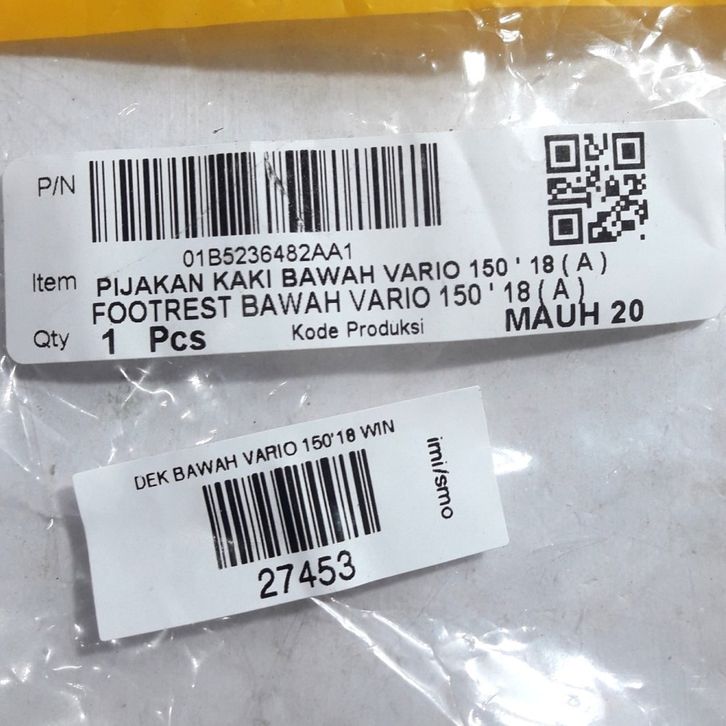 P/N
01B5236482AA1
Item PIJAKAN KAKI BAWAH VARIO 150 ' 18 ( A )
FOOTREST BAWAH VARIO 150 ' 18 ( A )
Qty 1 Pcs Kode Produksi MAUH 20
DEK BAWAH VARIO 150'18 WIN
27453
imi/smo